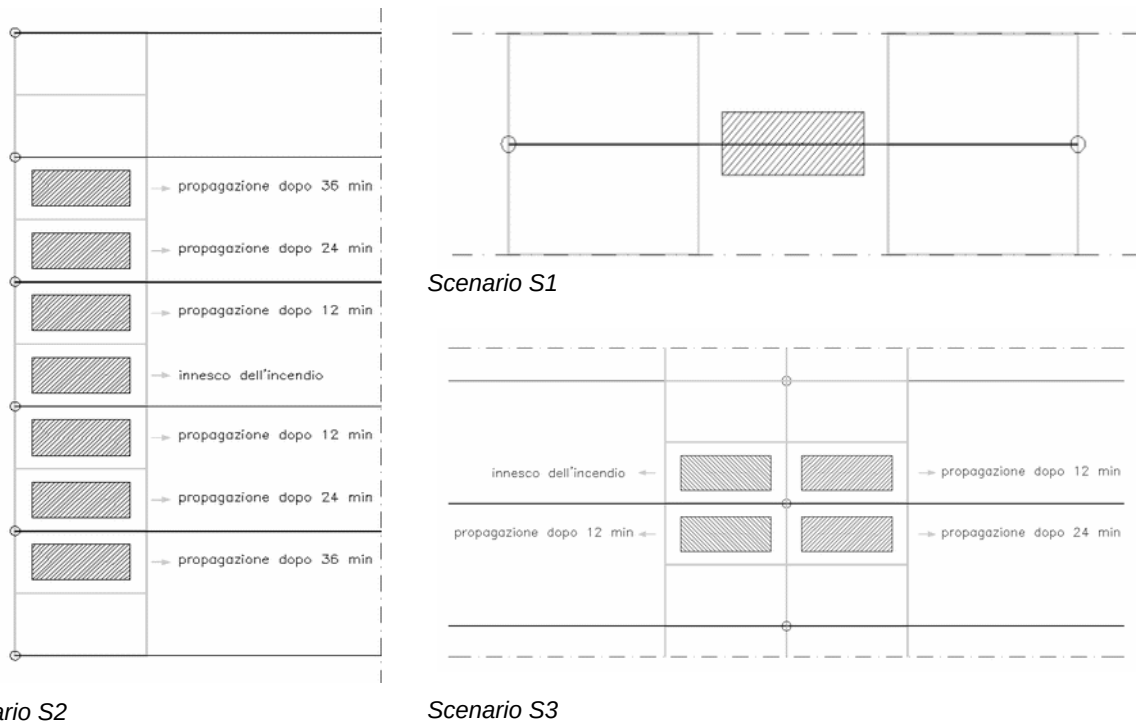 propagazione dopo 36 min
propagazione dopo 24 min
propagazione dopo 12 min
innesco dell'incendio
propagazione dopo 12 min
propagazione dopo 24 min
propagazione dopo 36 min
ario S2
Scenario S1
innesco dell'incendio
propagazione dopo 12 min
propagazione dopo 12 min
propagazione dopo 24 min
Scenario S3